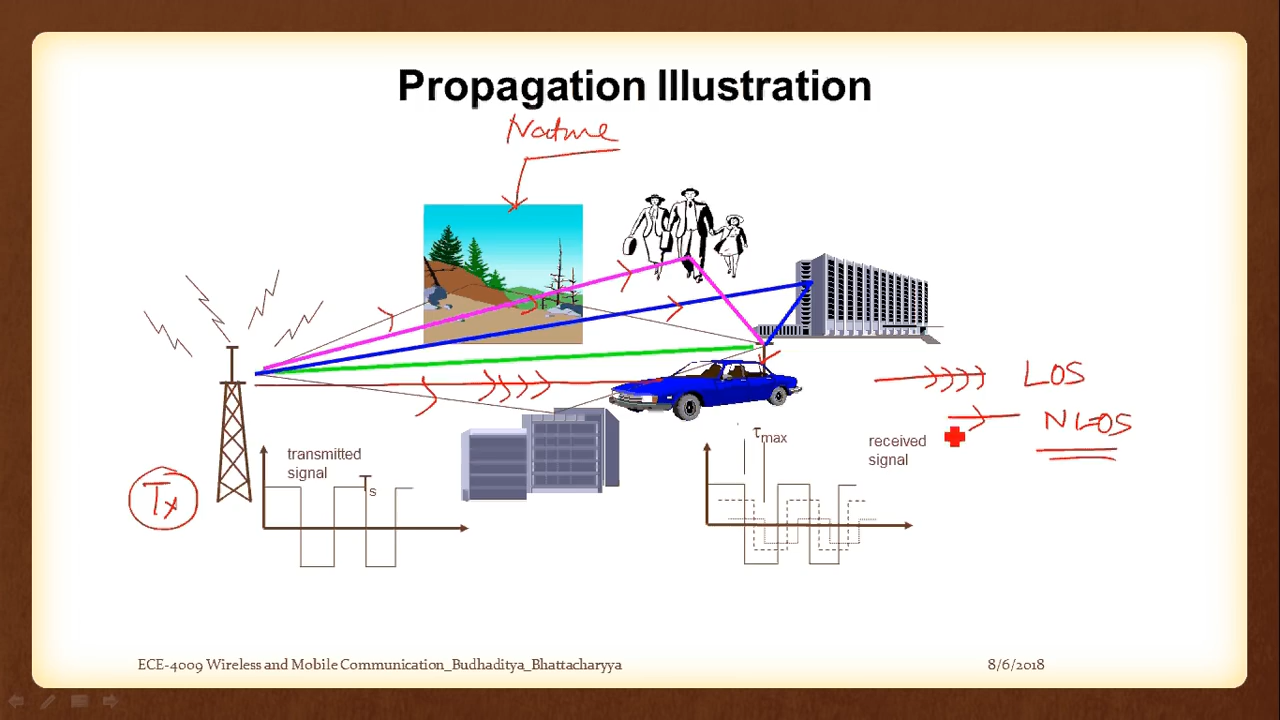 Propagation Illustration
Nature
LOS
NLOS
transmitted
signal
Ts
Tx
τmax
received
signal
ECE-4009 Wireless and Mobile Communication_Budhaditya_Bhattacharyya
8/6/2018